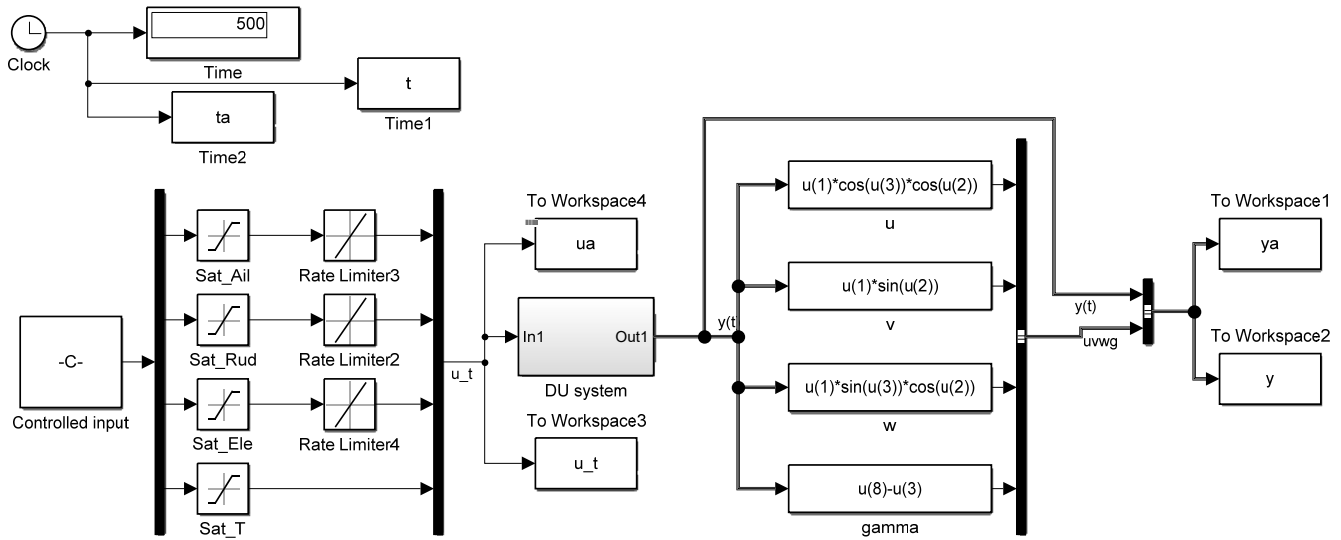 500
Clock
Time
t
Time1
ta
Time2
-C-
Controlled input
Sat_Ail
Rate Limiter3
Sat_Rud
Rate Limiter2
Sat_Ele
Rate Limiter4
Sat_T
u_t
To Workspace4
ua
In1
Out1
DU system
To Workspace3
u_t
y(t
u(1)*cos(u(3))*cos(u(2))
u
u(1)*sin(u(2))
v
u(1)*sin(u(3))*cos(u(2))
w
u(8)-u(3)
gamma
y(t)
uvwg
To Workspace1
ya
To Workspace2
y